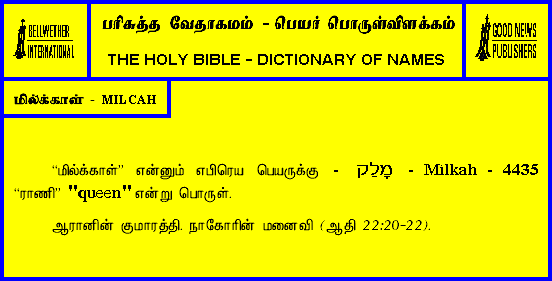 BELLWETHER
INTERNATIONAL
பரிசுத்த வேதாகமம் - பெயர் பொருள்விளக்கம்
THE HOLY BIBLE - DICTIONARY OF NAMES
GOOD NEWS
PUBLISHERS
மில்க்காள் - MILCAH
“மில்க்காள்” என்னும் எபிரெய பெயருக்கு - מָלַק - Milkah - 4435
“ராணி” "queen" என்று பொருள்.
ஆரானின் குமாரத்தி. நாகோரின் மனைவி (ஆதி 22:20-22).